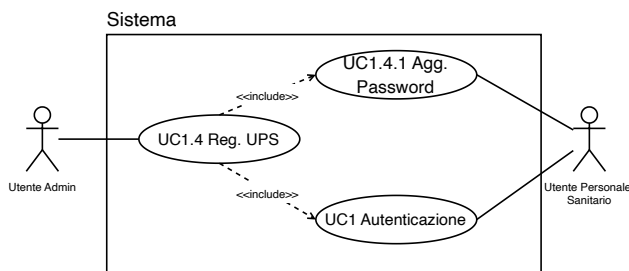 Sistema
UC1.4.1 Agg.
Password
<<include>>
UC1.4 Reg. UPS
Utente Admin
<<include>>
UC1 Autenticazione
Utente Personale
Sanitario